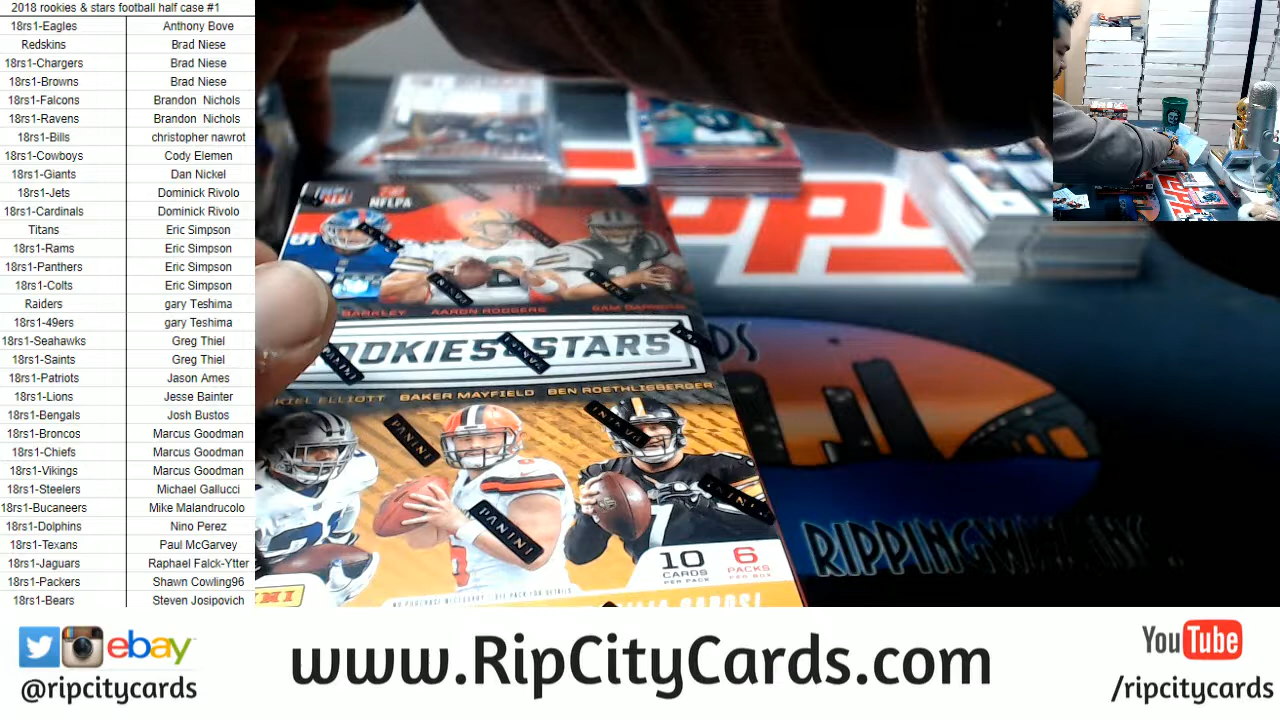 2018 rookies & stars football half case #1
18rs1-Eagles Anthony Bove
Redskins Brad Niese
18rs1-Chargers Brad Niese
18rs1-Browns Brad Niese
18rs1-Falcons Brandon Nichols
18rs1-Ravens Brandon Nichols
18rs1-Bills christopher nawrot
18rs1-Cowboys Cody Elemen
18rs1-Giants Dan Nickel
18rs1-Jets Dominick Rivolo
18rs1-Cardinals Dominick Rivolo
Titans Eric Simpson
18rs1-Rams Eric Simpson
18rs1-Panthers Eric Simpson
18rs1-Colts Eric Simpson
Raiders gary Teshima
18rs1-49ers gary Teshima
18rs1-Seahawks Greg Thiel
18rs1-Saints Greg Thiel
18rs1-Patriots Jason Ames
18rs1-Lions Jesse Bainter
18rs1-Bengals Josh Bustos
18rs1-Broncos Marcus Goodman
18rs1-Chiefs Marcus Goodman
18rs1-Vikings Marcus Goodman
18rs1-Steelers Michael Gallucci
18rs1-Bucaneers Mike Malandrucolo
18rs1-Dolphins Nino Perez
18rs1-Texans Paul McGarvey
18rs1-Jaguars Raphael Falck-Ytter
18rs1-Packers Shawn Cowling96
18rs1-Bears Steven Josipovich
NFLPA
BARKLEY AARON RODGERS SAM DARNOLD
OOKIES & STARS
KIEL ELLIOTT BAKER MAYFIELD BEN ROETHLISBERGER
PANINI
PANINI
PANINI
10 CARDS PER PACK
6 PACKS PER BOX
CARDS!
DS
ebay
@ripcitycards
www.RipCityCards.com
YouTube
/ripcitycards